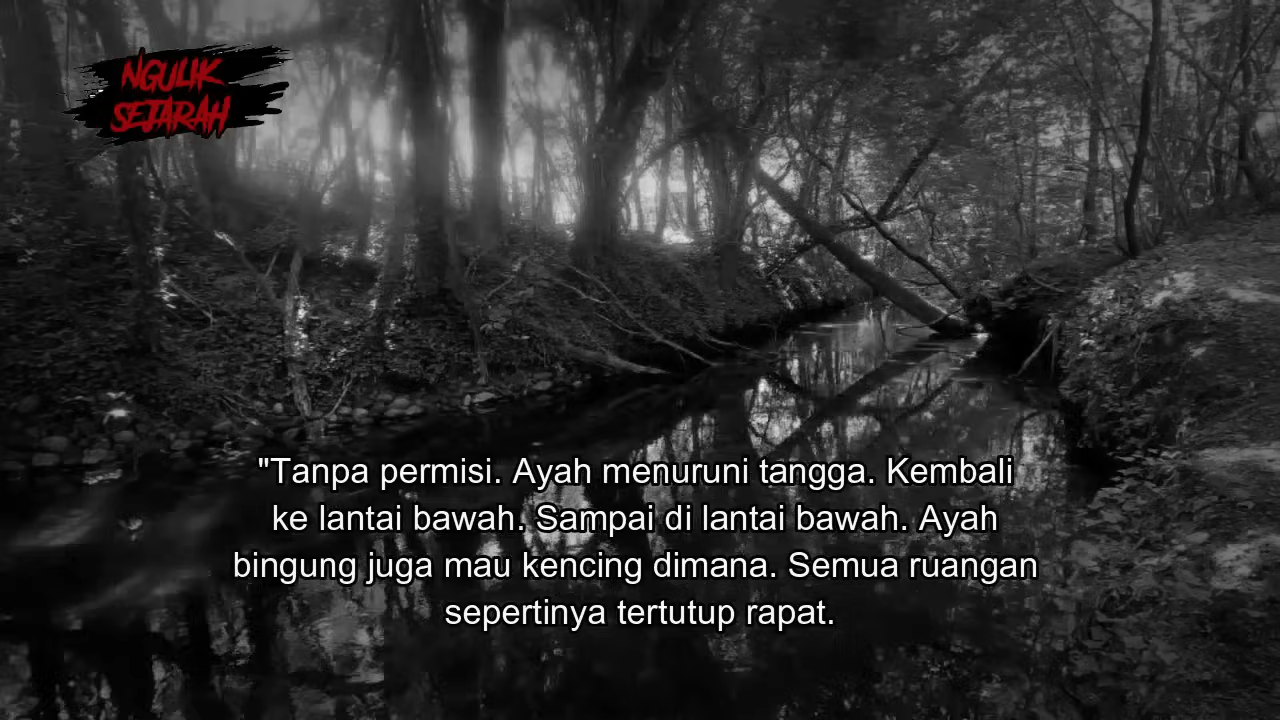 NGULIK
SEJARAH
"Tanpa permisi. Ayah menuruni tangga. Kembali
ke lantai bawah. Sampai di lantai bawah. Ayah
bingung juga mau kencing dimana. Semua ruangan
sepertinya tertutup rapat.